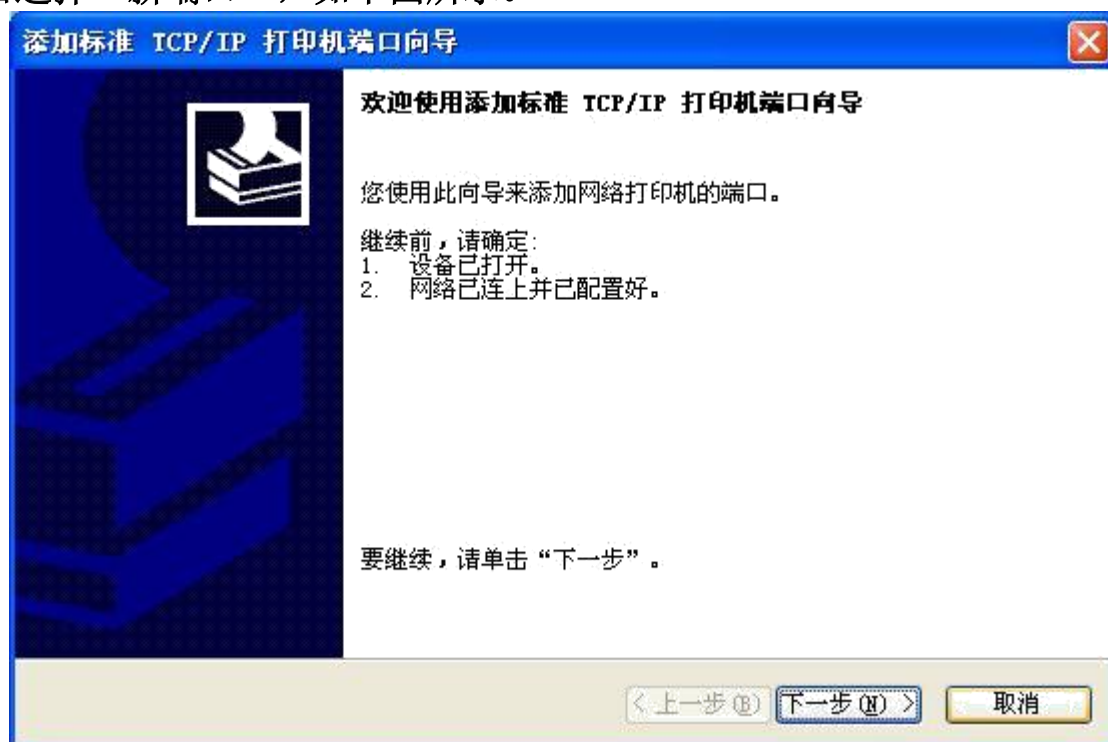 添加标准 TCP/IP 打印机端口向导
欢迎使用添加标准 TCP/IP 打印机端口向导
您使用此向导来添加网络打印机的端口。
继续前，请确定:
1. 设备已打开。
2. 网络已连上并已配置好。
要继续，请单击“下一步”。
< 上一步(B) 下一步(N) > 取消